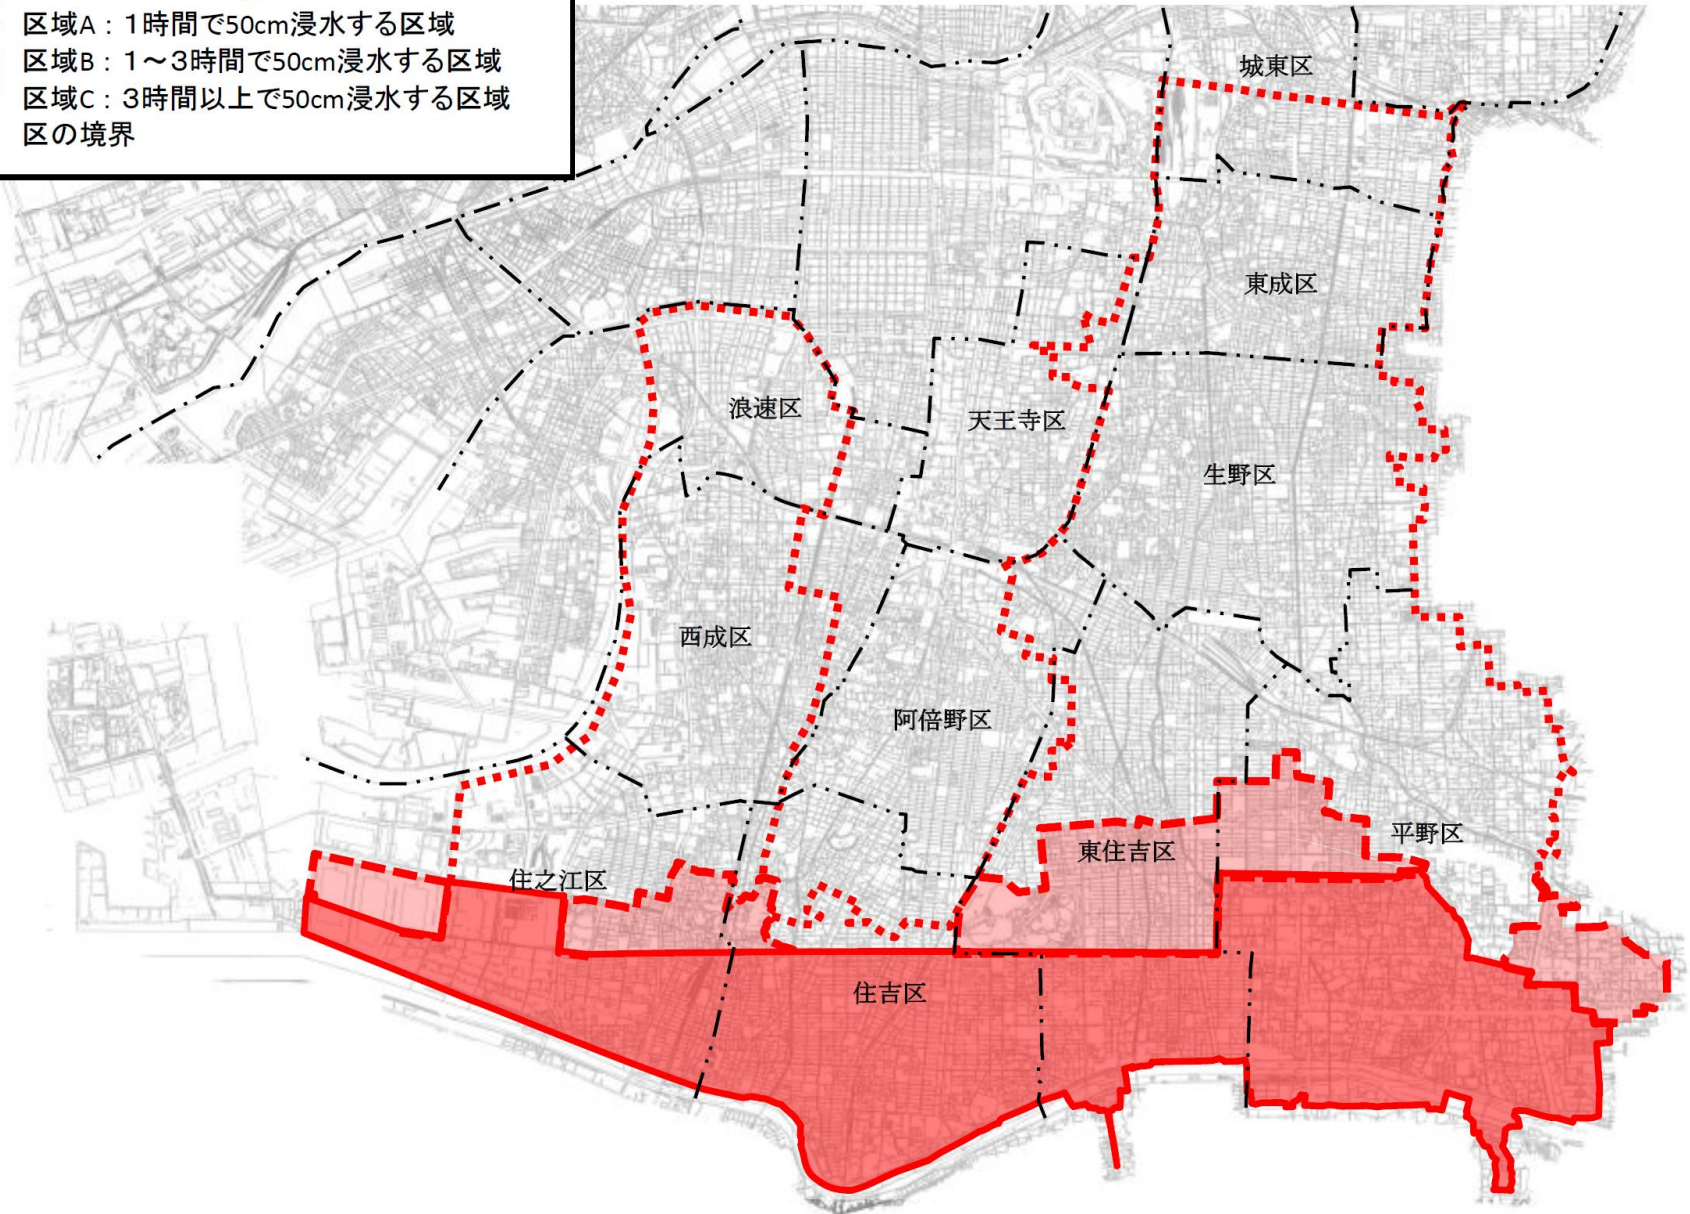 区域A：１時間で50cm浸水する区域
区域B：１～３時間で50cm浸水する区域
区域C：３時間以上で50cm浸水する区域
区の境界
城東区
東成区
浪速区
天王寺区
生野区
西成区
阿倍野区
平野区
東住吉区
住之江区
住吉区